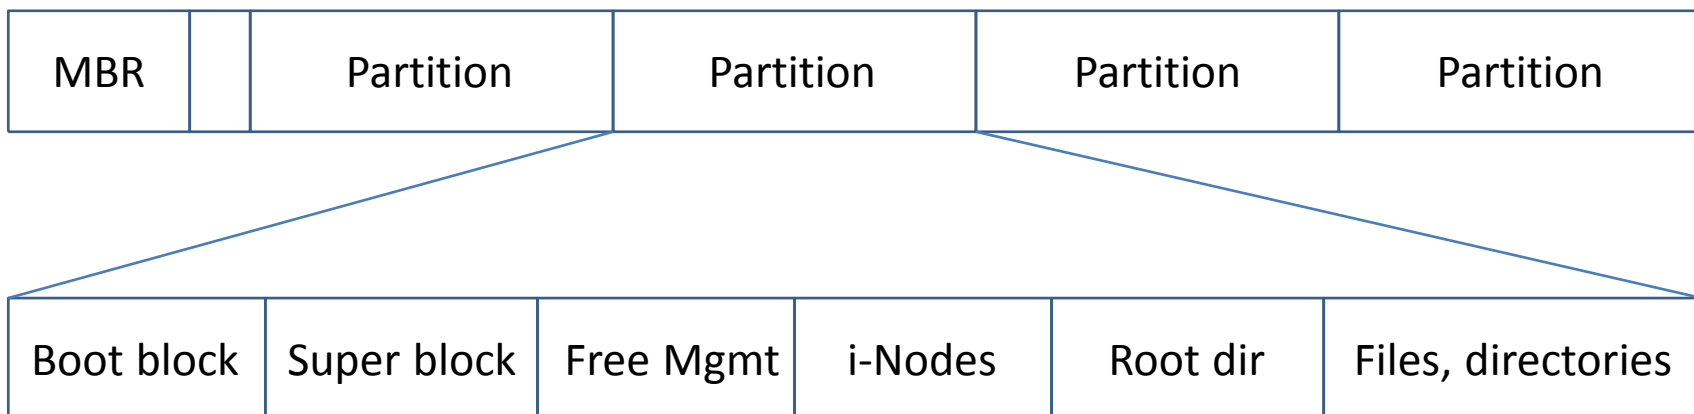 MBR Partition Partition Partition Partition
Boot block Super block Free Mgmt i-Nodes Root dir Files, directories